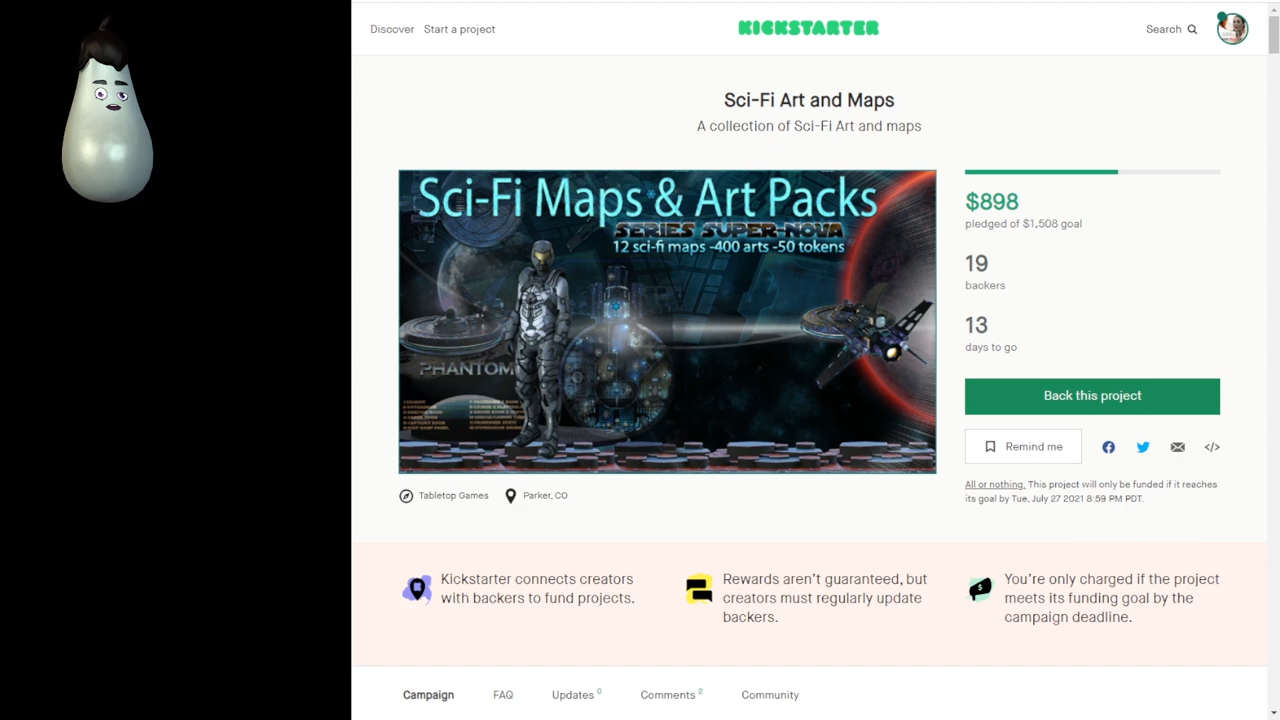 Discover Start a project
KICKSTARTER
Search
Sci-Fi Art and Maps
A collection of Sci-Fi Art and maps
Sci-Fi Maps & Art Packs
SERIES SUPER-NOVA
12 sci-fi maps -400 arts -50 tokens
PHANTOM
$898
pledged of $1,508 goal
19
backers
13
days to go
Back this project
Remind me
All or nothing. This project will only be funded if it reaches
its goal by Tue, July 27 2021 8:59 PM PDT.
Tabletop Games Parker, CO
Kickstarter connects creators
with backers to fund projects.
Rewards aren't guaranteed, but
creators must regularly update
backers.
You're only charged if the project
meets its funding goal by the
campaign deadline.
Campaign FAQ Updates 0 Comments 2 Community